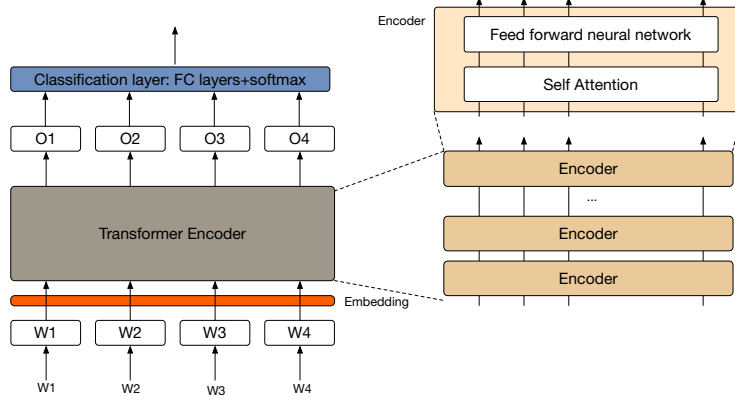 Classification layer: FC layers+softmax
O1 O2 O3 O4
Transformer Encoder
Embedding
W1 W2 W3 W4
W1 W2 W3 W4
Encoder
Feed forward neural network
Self Attention
Encoder
...
Encoder
Encoder